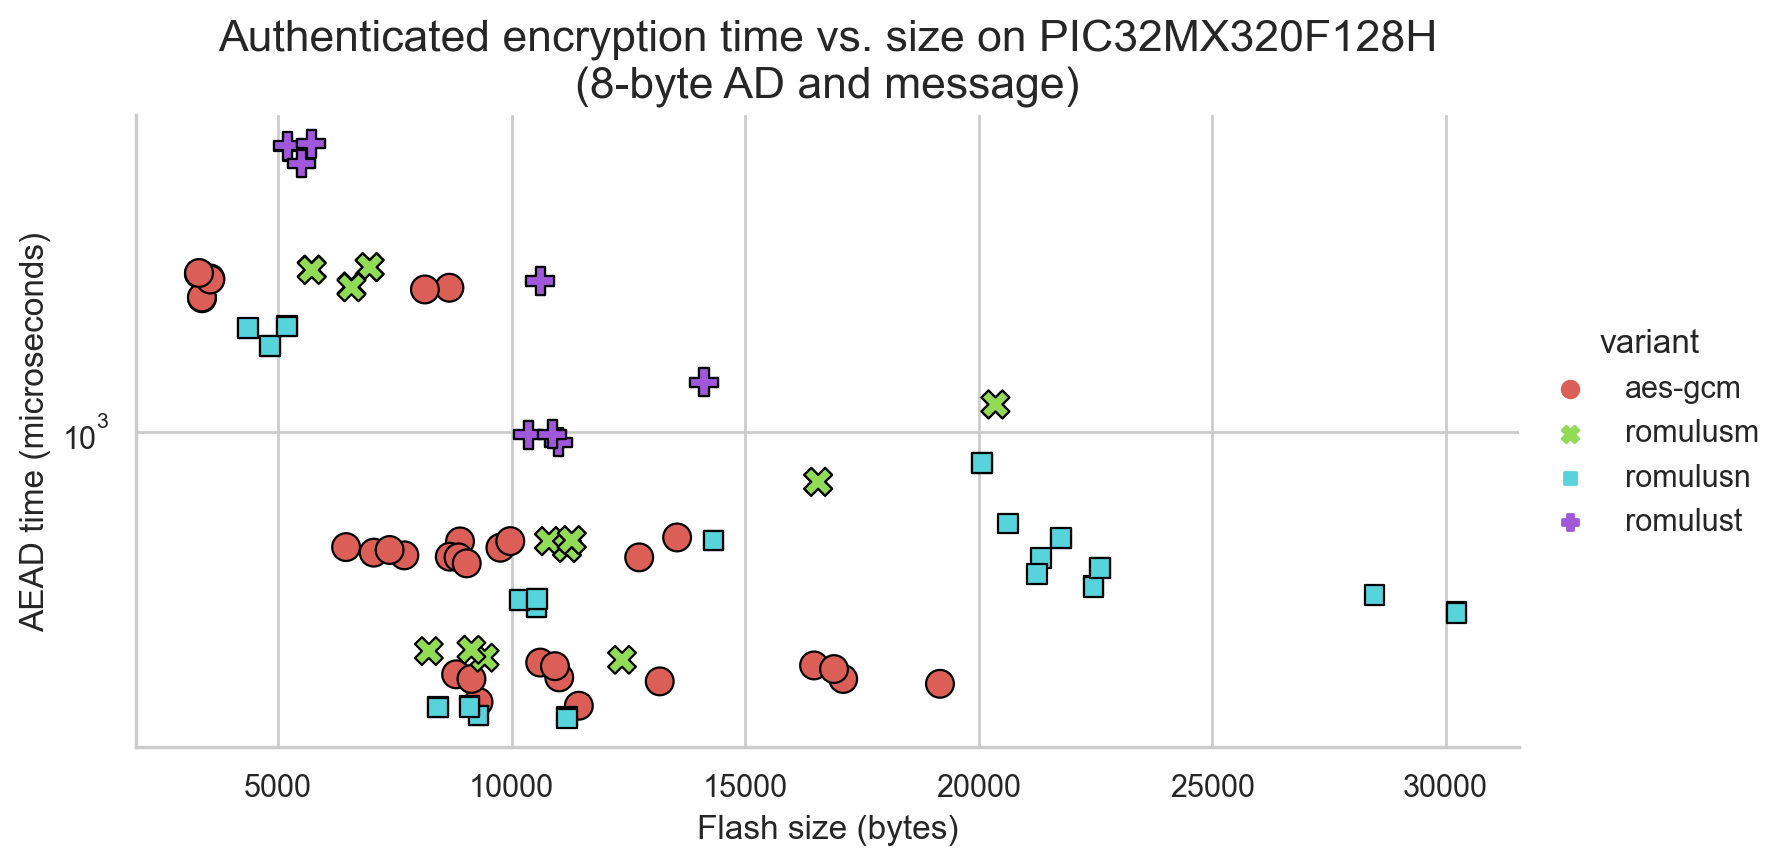 Authenticated encryption time vs. size on PIC32MX320F128H
(8-byte AD and message)
AEAD time (microseconds)
10³
5000 10000 15000 20000 25000 30000
Flash size (bytes)
variant
aes-gcm
romulusm
romulusn
romulust